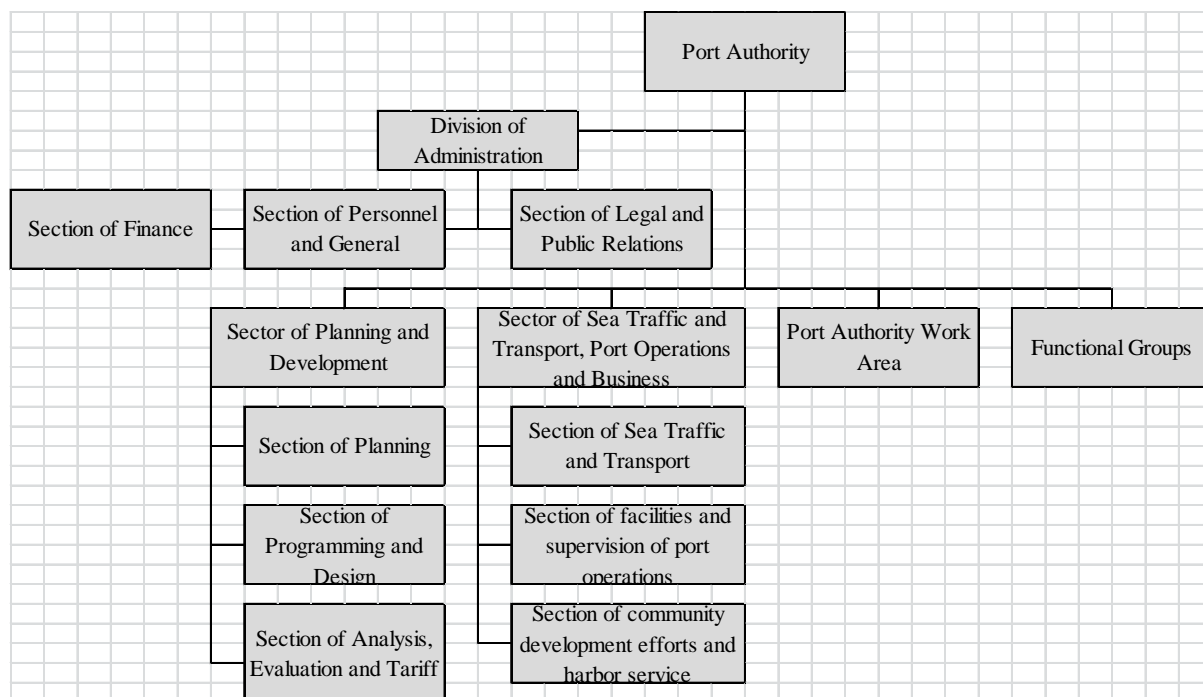 Port Authority
Division of
Administration
Section of Finance
Section of Personnel
and General
Section of Legal and
Public Relations
Sector of Planning and
Development
Sector of Sea Traffic and
Transport, Port Operations
and Business
Port Authority Work
Area
Functional Groups
Section of Planning
Section of Sea Traffic
and Transport
Section of
Programming and
Design
Section of facilities and
supervision of port
operations
Section of Analysis,
Evaluation and Tariff
Section of community
development efforts and
harbor service